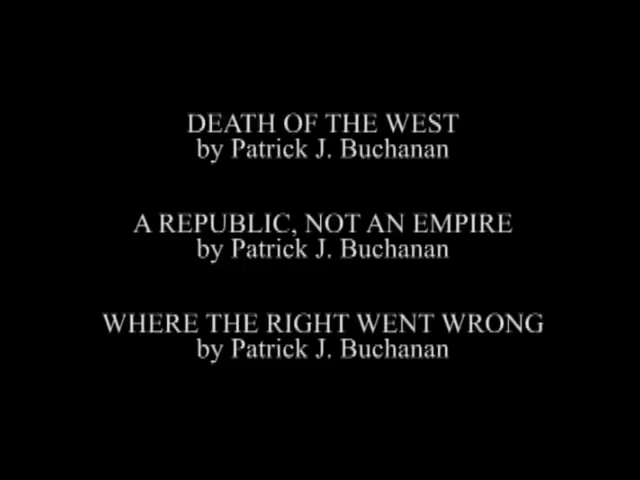 DEATH OF THE WEST
by Patrick J. Buchanan
A REPUBLIC, NOT AN EMPIRE
by Patrick J. Buchanan
WHERE THE RIGHT WENT WRONG
by Patrick J. Buchanan